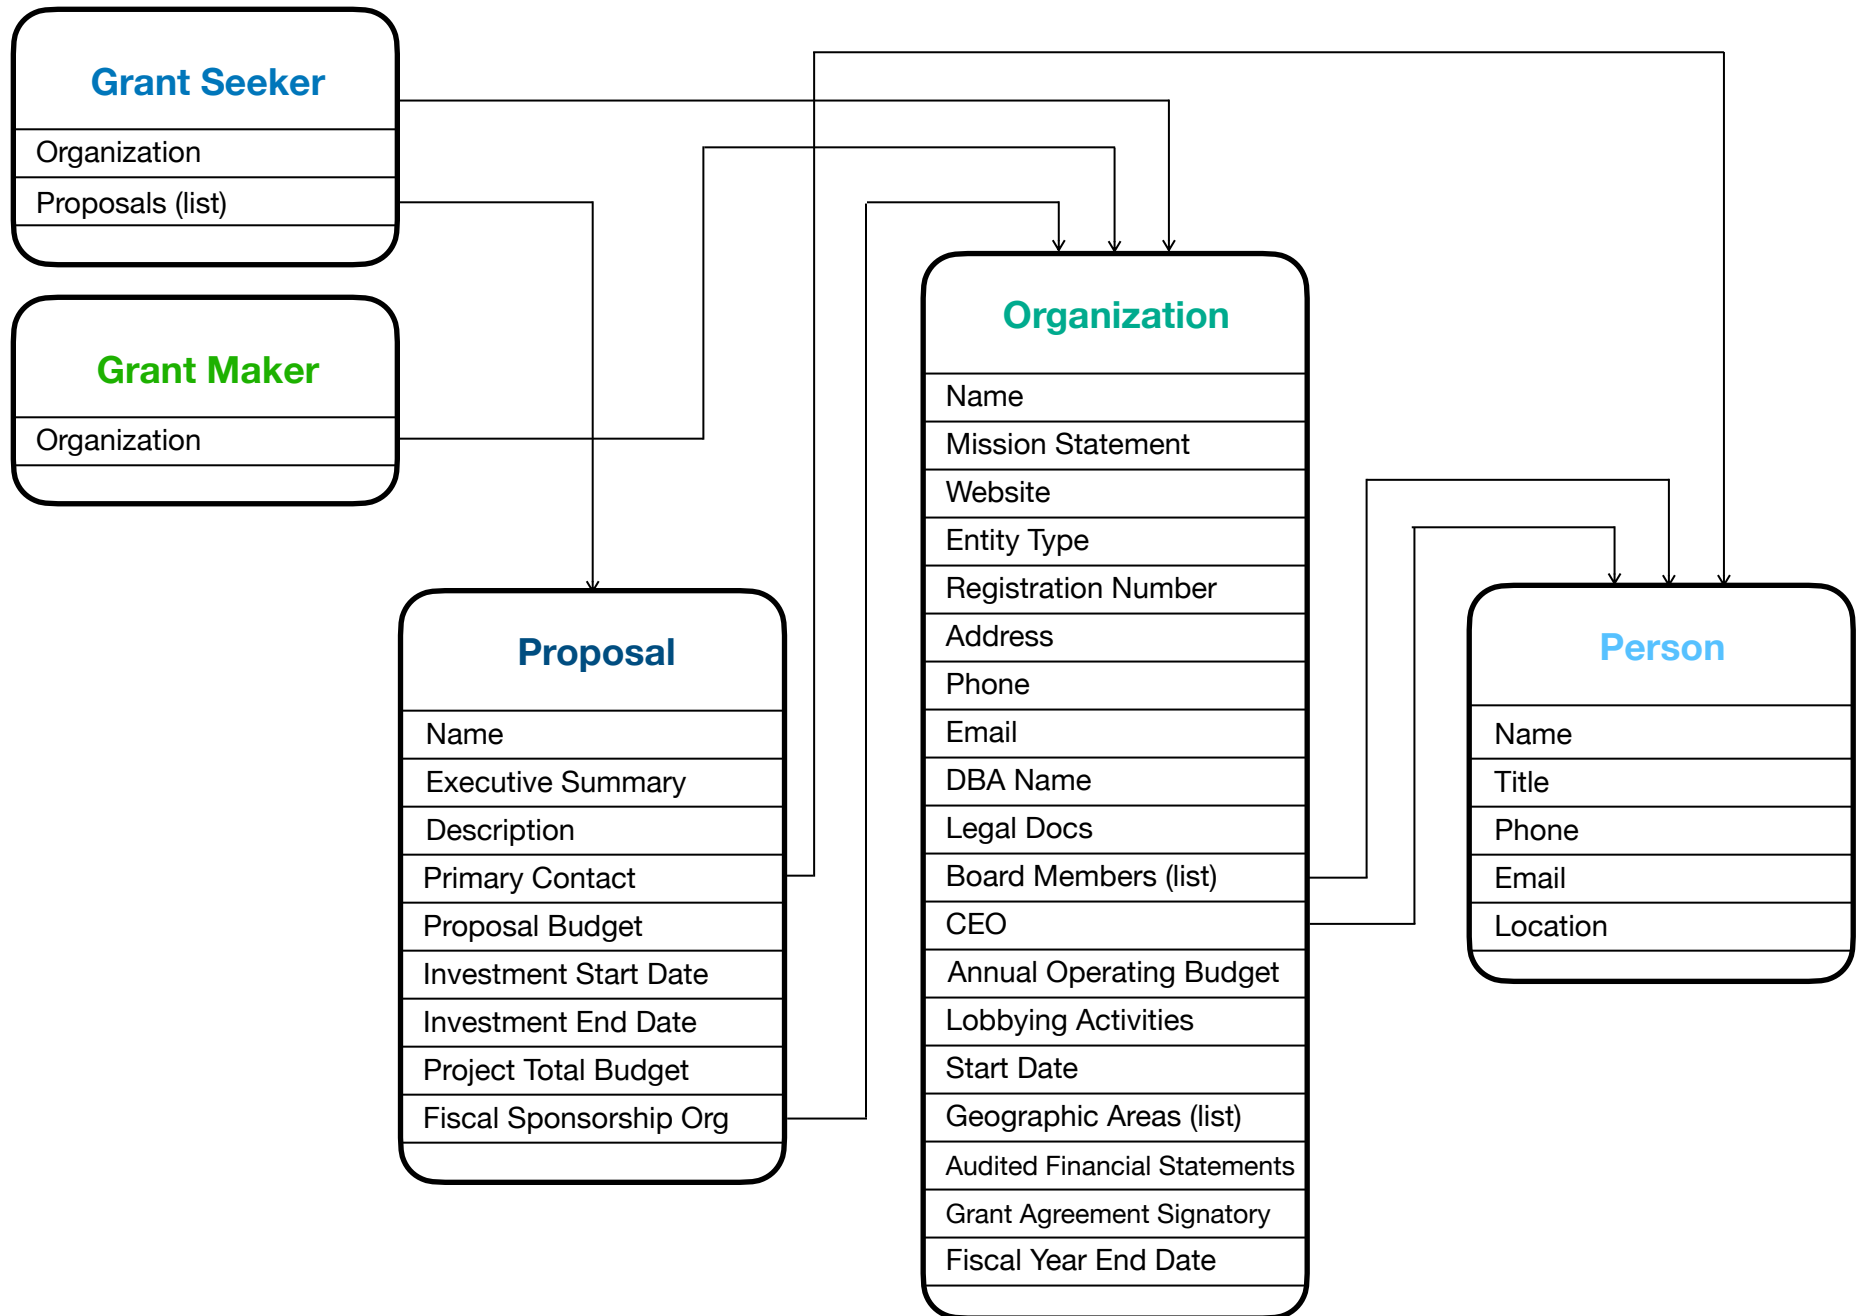 Grant Seeker
Organization
Proposals (list)
Grant Maker
Organization
Proposal
Name
Executive Summary
Description
Primary Contact
Proposal Budget
Investment Start Date
Investment End Date
Project Total Budget
Fiscal Sponsorship Org
Organization
Name
Mission Statement
Website
Entity Type
Registration Number
Address
Phone
Email
DBA Name
Legal Docs
Board Members (list)
CEO
Annual Operating Budget
Lobbying Activities
Start Date
Geographic Areas (list)
Audited Financial Statements
Grant Agreement Signatory
Fiscal Year End Date
Person
Name
Title
Phone
Email
Location